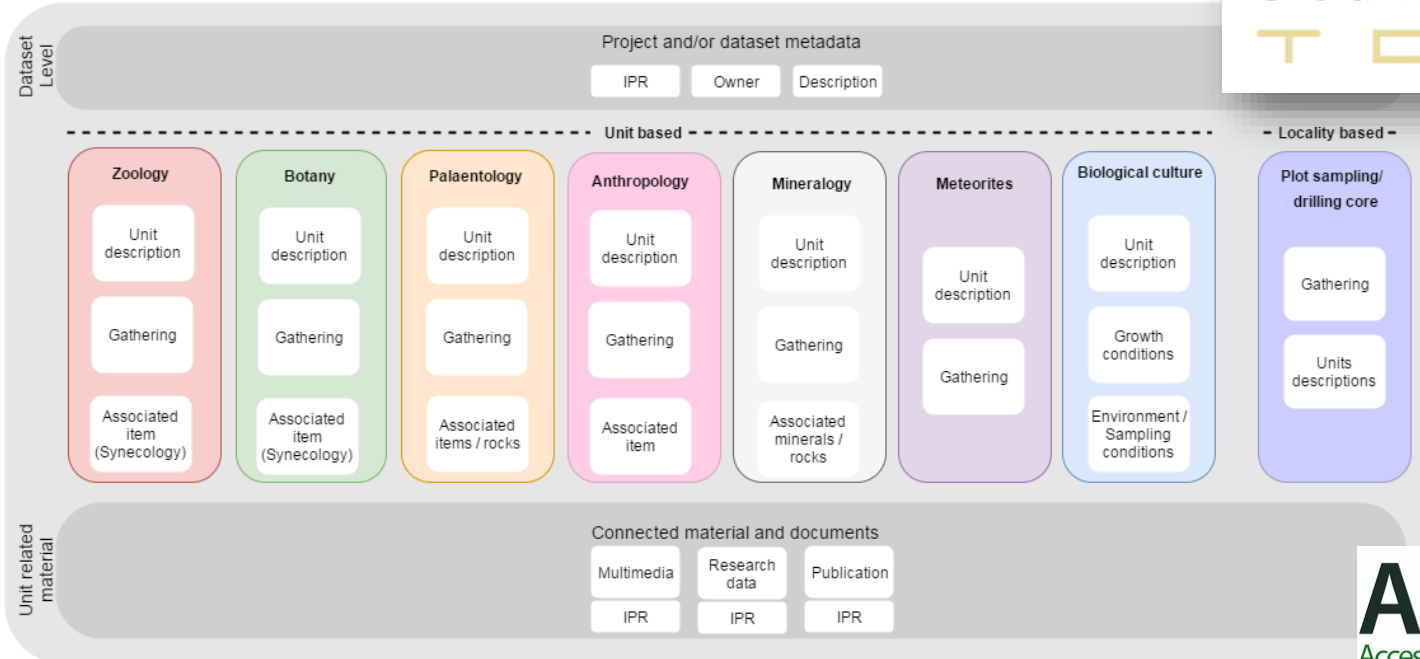 Dataset
Level
Project and/or dataset metadata
IPR
Owner
Description
Unit based
Locality based
Zoology
Unit
description
Gathering
Associated
item
(Synecology)
Botany
Unit
description
Gathering
Associated
item
(Synecology)
Palaentology
Unit
description
Gathering
Associated
items / rocks
Anthropology
Unit
description
Gathering
Associated
item
Mineralogy
Unit
description
Gathering
Associated
minerals /
rocks
Meteorites
Unit
description
Gathering
Biological culture
Unit
description
Growth
conditions
Environment /
Sampling
conditions
Plot sampling/
drilling core
Gathering
Units
descriptions
Unit related
material
Connected material and documents
Multimedia
Research
data
Publication
IPR
IPR
IPR
A
Acces